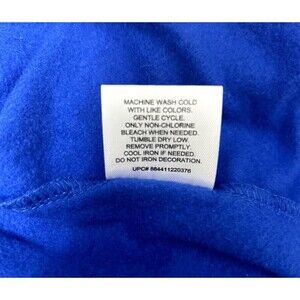 MACHINE WASH COLD
WITH LIKE COLORS.
GENTLE CYCLE.
ONLY NON-CHLORINE
BLEACH WHEN NEEDED.
TUMBLE DRY LOW.
REMOVE PROMPTLY.
COOL IRON IF NEEDED.
DO NOT IRON DECORATION.
UPC# 884411220376